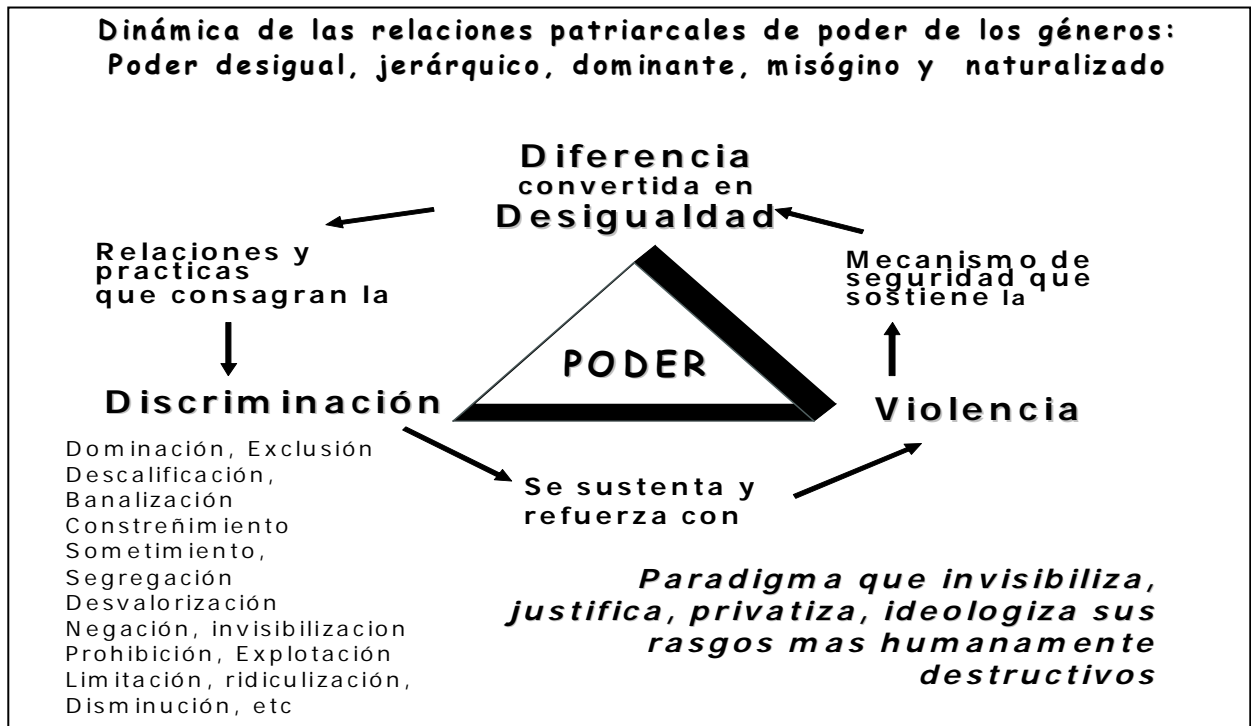 Dinámica de las relaciones patriarcales de poder de los géneros:
Poder desigual, jerárquico, dominante, misógino y naturalizado
Diferencia
convertida en
Desigualdad
Relaciones y
practicas
que consagran la
Mecanismo de
seguridad que
sostiene la
PODER
Discriminación
Violencia
Dominación, Exclusión
Descalificación,
Banalización
Constreñimiento
Sometimiento,
Segregación
Desvalorización
Negación, invisibilizacion
Prohibición, Explotación
Limitación, ridiculización,
Disminución, etc
Se sustenta y
refuerza con
Paradigma que invisibiliza,
justifica, privatiza, ideologiza sus
rasgos mas humanamente
destructivos